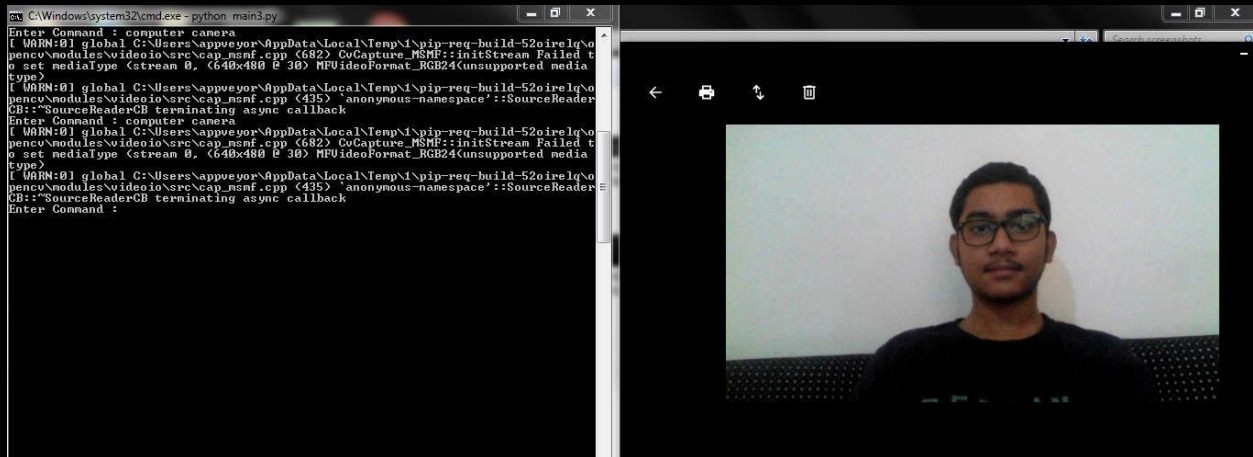 C:\Windows\system32\cmd.exe - python main3.py
Enter Command : computer camera
[ WARN:0] global C:\Users\appveyor\AppData\Local\Temp\1\pip-req-build-52oirelq\o
pencv\modules\videoio\src\cap_msmf.cpp (682) CvCapture_MSMF::initStream Failed t
o set mediaType (stream 0, (640x480 @ 30) MFVideoFormat_RGB24(unsupported media
type)
[ WARN:0] global C:\Users\appveyor\AppData\Local\Temp\1\pip-req-build-52oirelq\o
pencv\modules\videoio\src\cap_msmf.cpp (435) `anonymous-namespace'::SourceReader
CB::~SourceReaderCB terminating async callback
Enter Command : computer camera
[ WARN:0] global C:\Users\appveyor\AppData\Local\Temp\1\pip-req-build-52oirelq\o
pencv\modules\videoio\src\cap_msmf.cpp (682) CvCapture_MSMF::initStream Failed t
o set mediaType (stream 0, (640x480 @ 30) MFVideoFormat_RGB24(unsupported media
type)
[ WARN:0] global C:\Users\appveyor\AppData\Local\Temp\1\pip-req-build-52oirelq\o
pencv\modules\videoio\src\cap_msmf.cpp (435) `anonymous-namespace'::SourceReader
CB::~SourceReaderCB terminating async callback
Enter Command :
Search screenshots